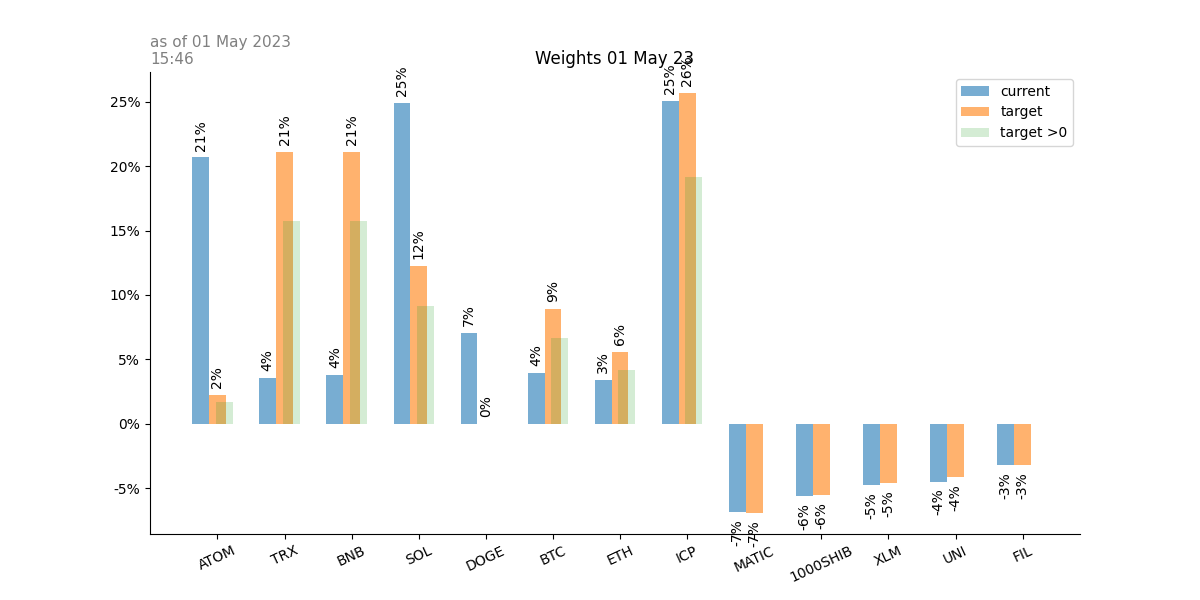 as of 01 May 2023
15:46
Weights 01 May 23
25%
20%
15%
10%
5%
0%
-5%
current
target
target >0
21%
2%
4%
21%
4%
21%
25%
12%
7%
0%
4%
9%
3%
6%
25%
26%
-7%
-7%
-6%
-6%
-5%
-5%
-4%
-4%
-3%
-3%
ATOM
TRX
BNB
SOL
DOGE
BTC
ETH
ICP
MATIC
1000SHIB
XLM
UNI
FIL